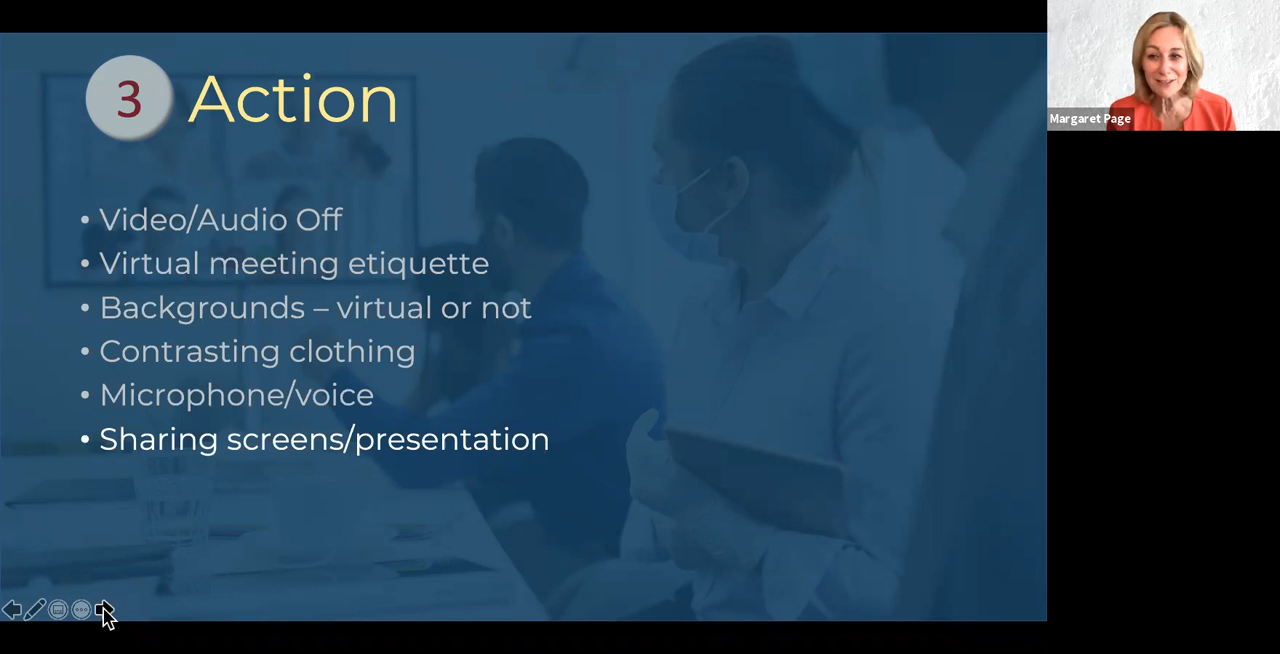 3 Action
• Video/Audio Off
• Virtual meeting etiquette
• Backgrounds – virtual or not
• Contrasting clothing
• Microphone/voice
• Sharing screens/presentation
Margaret Page